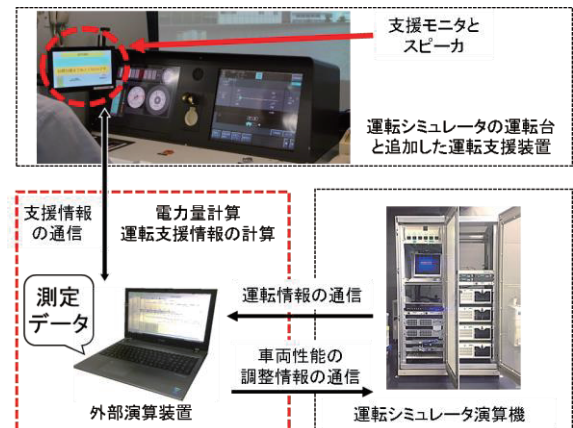 支援モニタと
スピーカ
運転シミュレータの運転台
と追加した運転支援装置
支援情報
の通信
電力量計算
運転支援情報の計算
測定
データ
運転情報の通信
車両性能の
調整情報の通信
外部演算装置
運転シミュレータ演算機